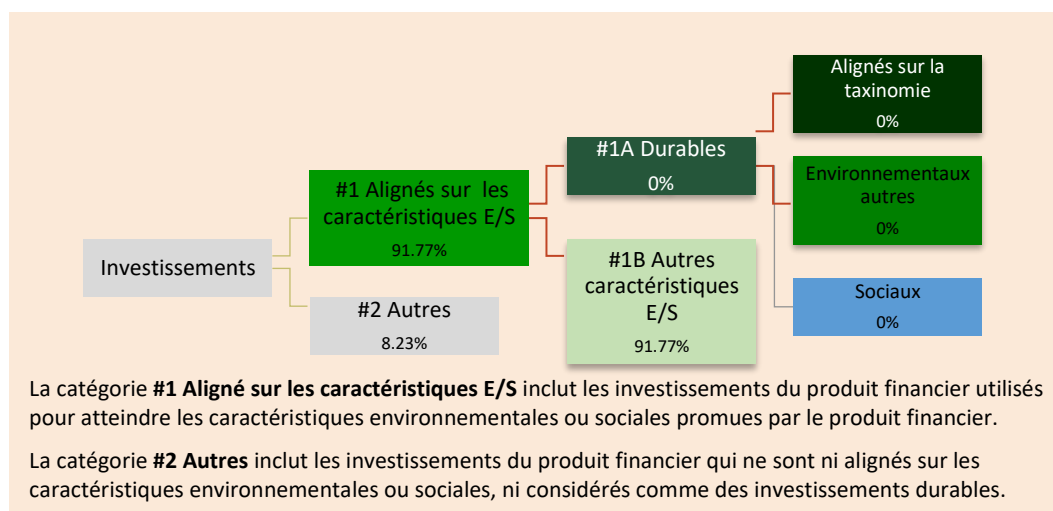 Investissements
#1 Alignés sur les
caractéristiques E/S
91.77%
#2 Autres
8.23%
#1A Durables
0%
#1B Autres
caractéristiques
E/S
91.77%
Alignés sur la
taxinomie
0%
Environnementaux
autres
0%
Sociaux
0%
La catégorie #1 Aligné sur les caractéristiques E/S inclut les investissements du produit financier utilisés
pour atteindre les caractéristiques environnementales ou sociales promues par le produit financier.
La catégorie #2 Autres inclut les investissements du produit financier qui ne sont ni alignés sur les
caractéristiques environnementales ou sociales, ni considérés comme des investissements durables.